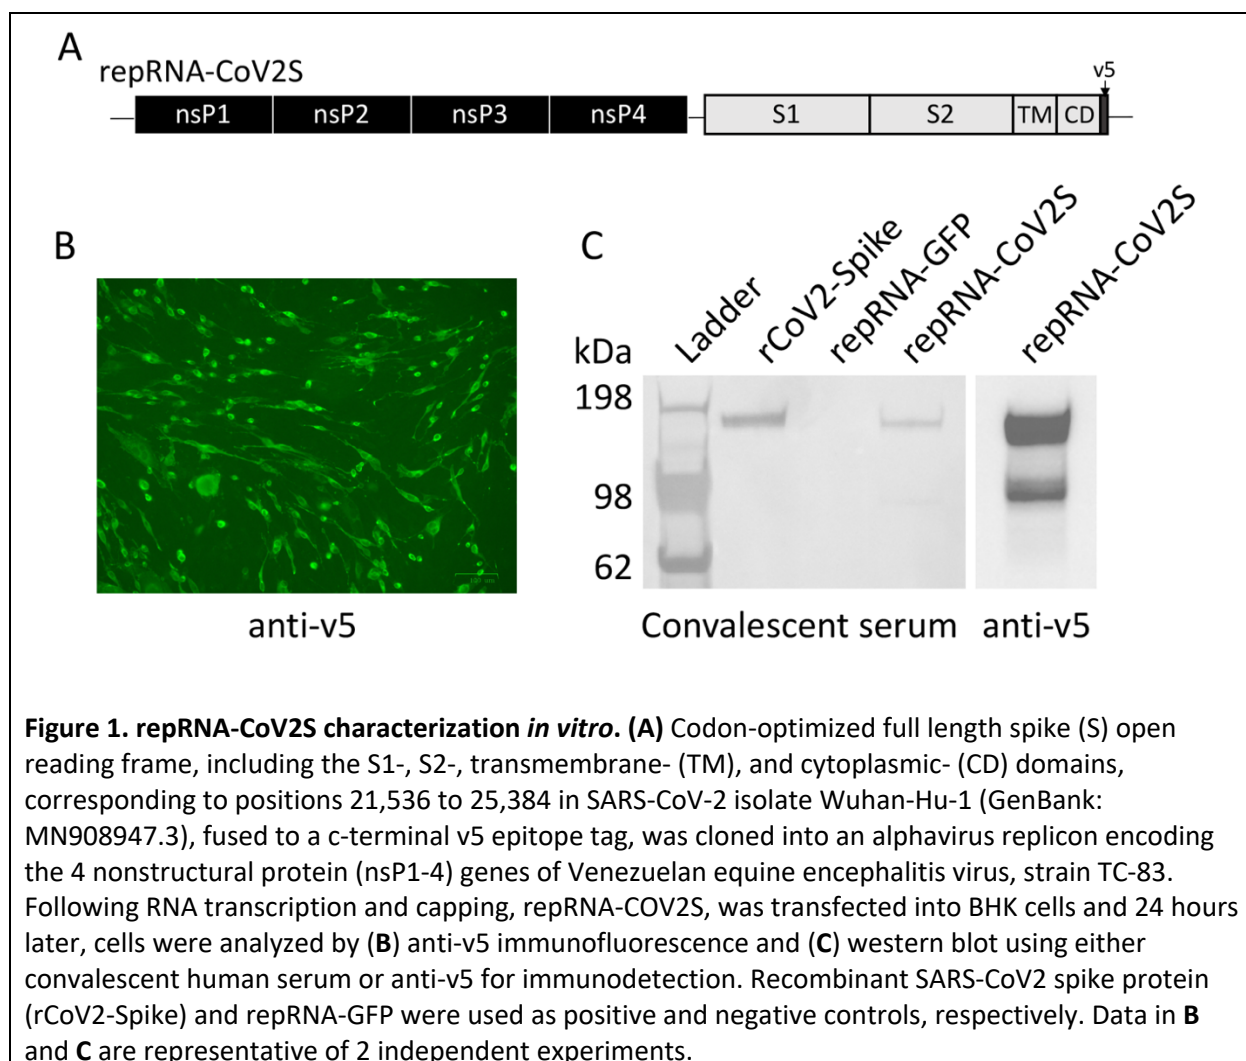 A
repRNA-CoV2S
v5
nsP1 nsP2 nsP3 nsP4 S1 S2 TM CD
B
C
Ladder
rCoV2-Spike
repRNA-GFP
repRNA-CoV2S
repRNA-CoV2S
kDa
198
98
62
anti-v5
Convalescent serum
anti-v5
Figure 1. repRNA-CoV2S characterization in vitro. (A) Codon-optimized full length spike (S) open
reading frame, including the S1-, S2-, transmembrane- (TM), and cytoplasmic- (CD) domains,
corresponding to positions 21,536 to 25,384 in SARS-CoV-2 isolate Wuhan-Hu-1 (GenBank:
MN908947.3), fused to a c-terminal v5 epitope tag, was cloned into an alphavirus replicon encoding
the 4 nonstructural protein (nsP1-4) genes of Venezuelan equine encephalitis virus, strain TC-83.
Following RNA transcription and capping, repRNA-COV2S, was transfected into BHK cells and 24 hours
later, cells were analyzed by (B) anti-v5 immunofluorescence and (C) western blot using either
convalescent human serum or anti-v5 for immunodetection. Recombinant SARS-CoV2 spike protein
(rCoV2-Spike) and repRNA-GFP were used as positive and negative controls, respectively. Data in B
and C are representative of 2 independent experiments.